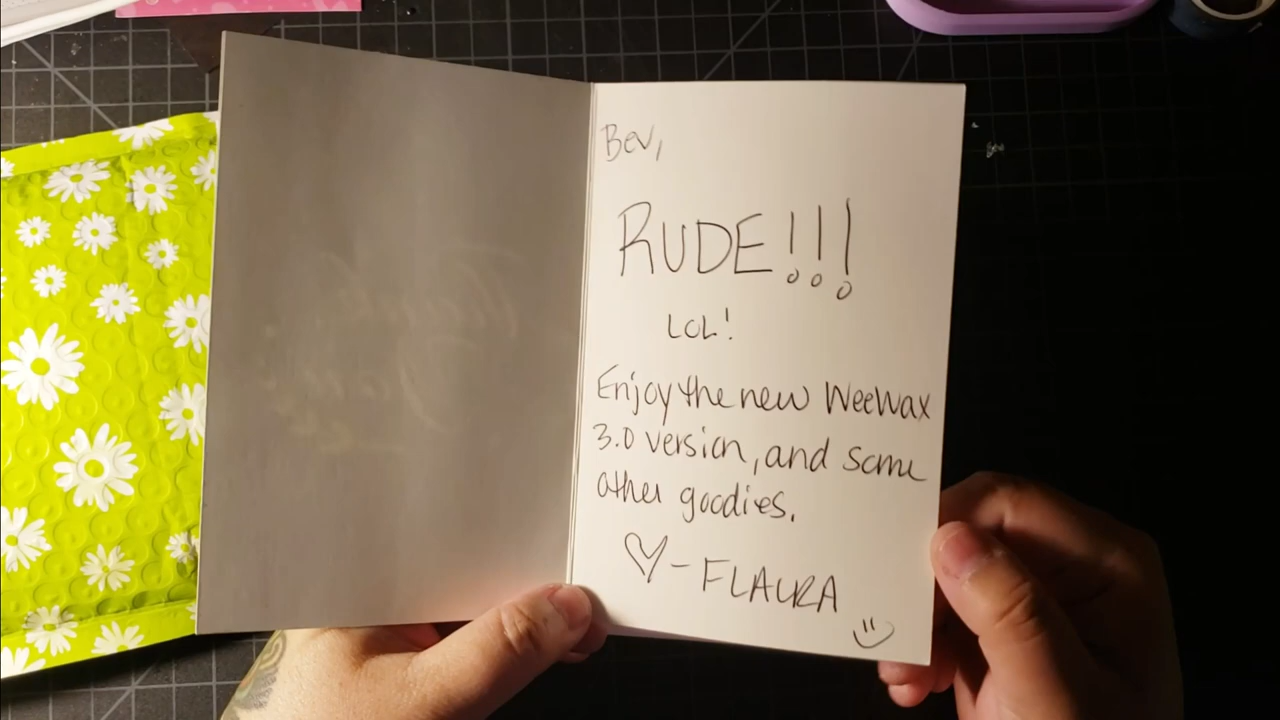 Bev,
RUDE!!!
LOL!
Enjoy the new WeeWax
3.0 version, and some
other goodies.
♡ - FLAURA